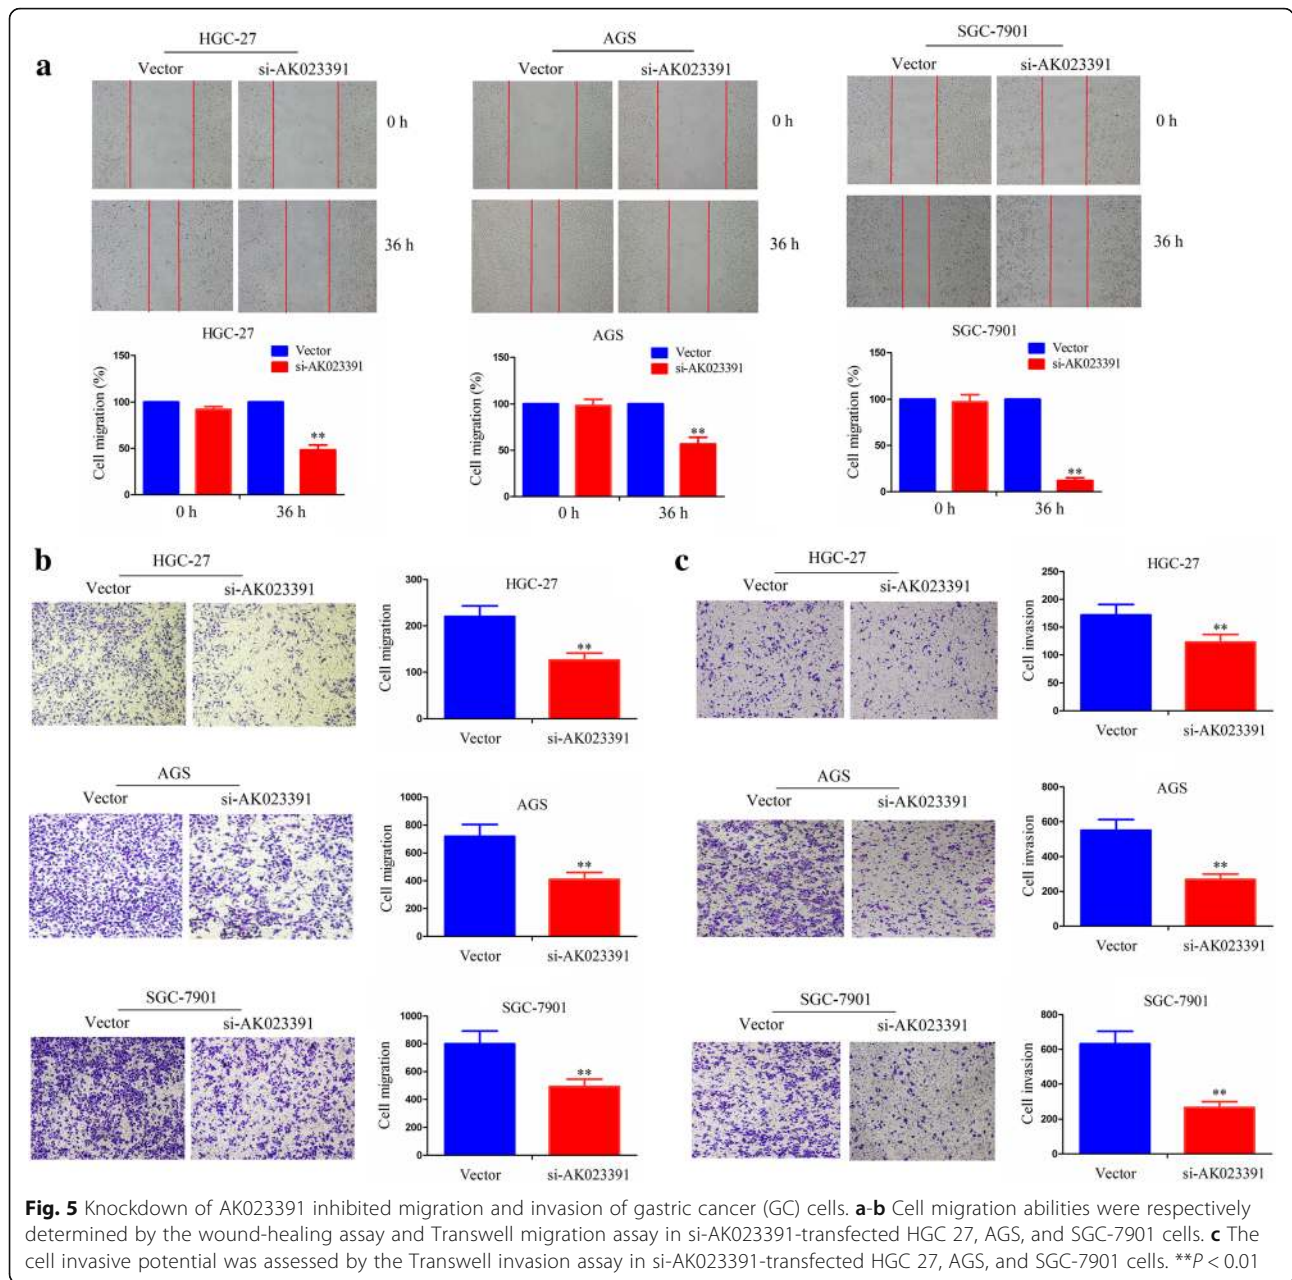 a
HGC-27
Vector si-AK023391
0 h
36 h
AGS
Vector si-AK023391
0 h
36 h
SGC-7901
Vector si-AK023391
0 h
36 h
HGC-27
Vector
si-AK023391
Cell migration (%)
150
100
50
0
**
0 h 36 h
AGS
Vector
si-AK023391
Cell migration (%)
150
100
50
0
**
0 h 36 h
SGC-7901
Vector
si-AK023391
Cell migration (%)
150
100
50
0
**
0 h 36 h
b
HGC-27
Vector si-AK023391
HGC-27
Cell migration
300
200
100
0
**
Vector si-AK023391
AGS
Vector si-AK023391
AGS
Cell migration
1000
800
600
400
200
0
**
Vector si-AK023391
SGC-7901
Vector si-AK023391
SGC-7901
Cell migration
1000
800
600
400
200
0
**
Vector si-AK023391
c
HGC-27
Vector si-AK023391
HGC-27
Cell invasion
250
200
150
100
50
0
**
Vector si-AK023391
AGS
Vector si-AK023391
AGS
Cell invasion
800
600
400
200
0
**
Vector si-AK023391
SGC-7901
Vector si-AK023391
SGC-7901
Cell invasion
800
600
400
200
0
**
Vector si-AK023391
Fig. 5 Knockdown of AK023391 inhibited migration and invasion of gastric cancer (GC) cells. a-b Cell migration abilities were respectively
determined by the wound-healing assay and Transwell migration assay in si-AK023391-transfected HGC 27, AGS, and SGC-7901 cells. c The
cell invasive potential was assessed by the Transwell invasion assay in si-AK023391-transfected HGC 27, AGS, and SGC-7901 cells. **P < 0.01